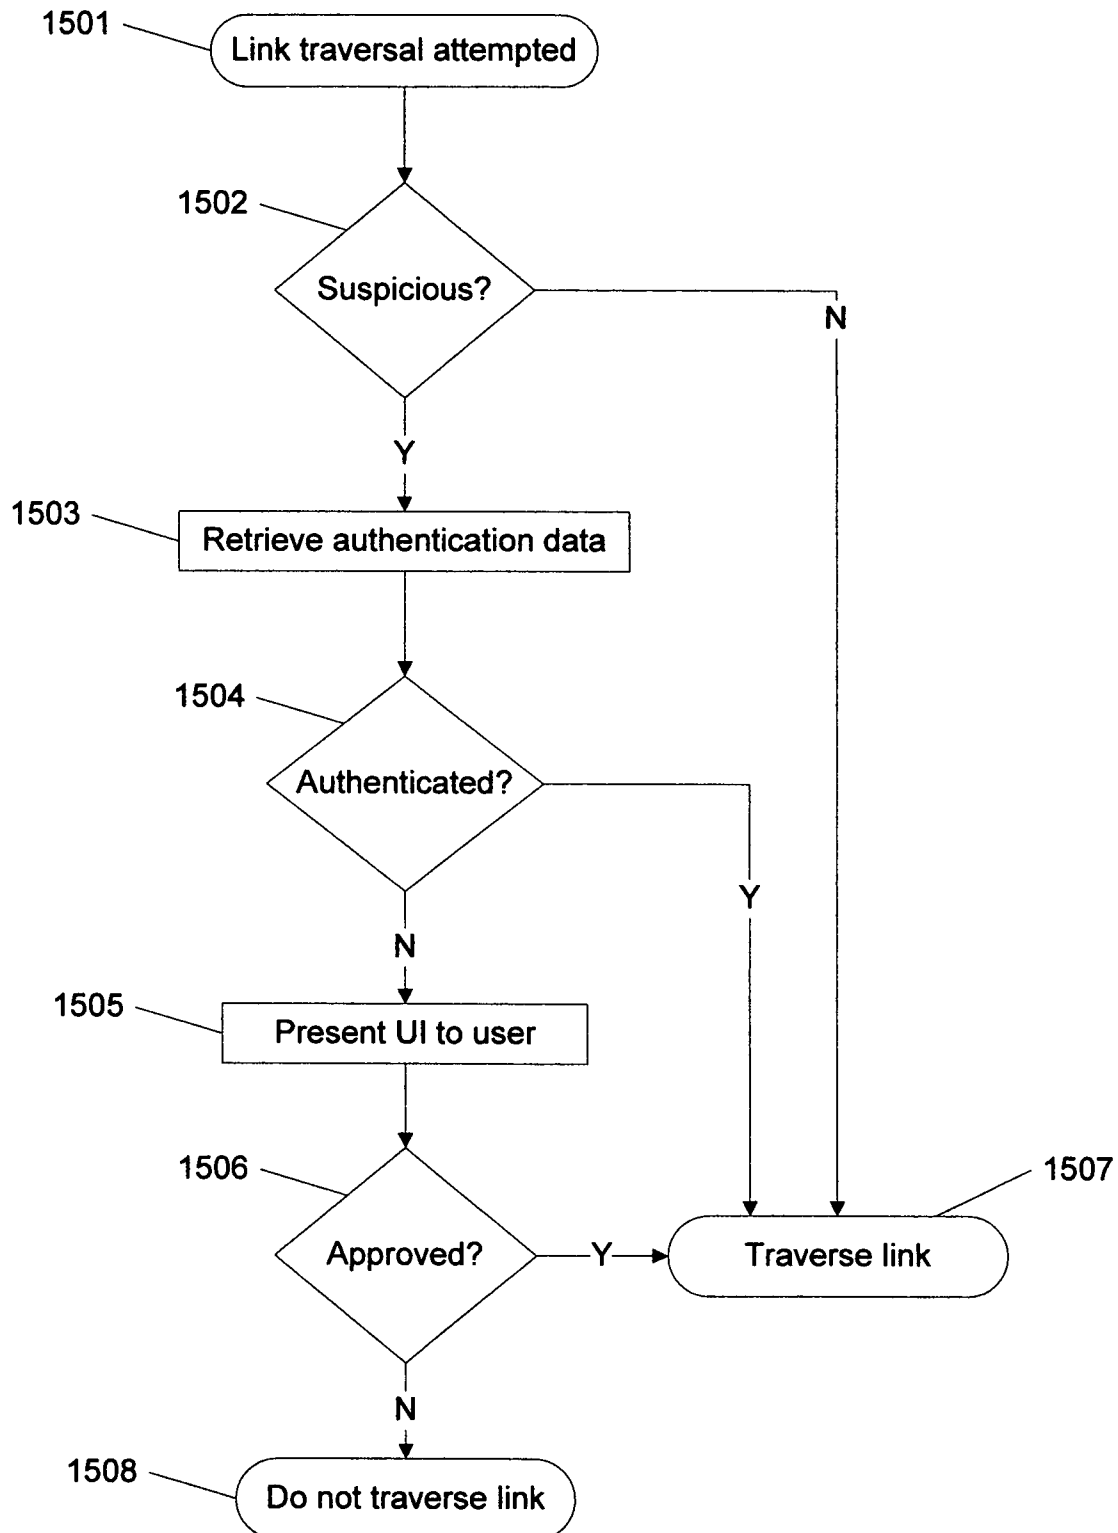 1501
Link traversal attempted
1502
Suspicious?
N
Y
1503
Retrieve authentication data
1504
Authenticated?
Y
N
1505
Present UI to user
1506
1507
Approved?
Y
Traverse link
N
1508
Do not traverse link